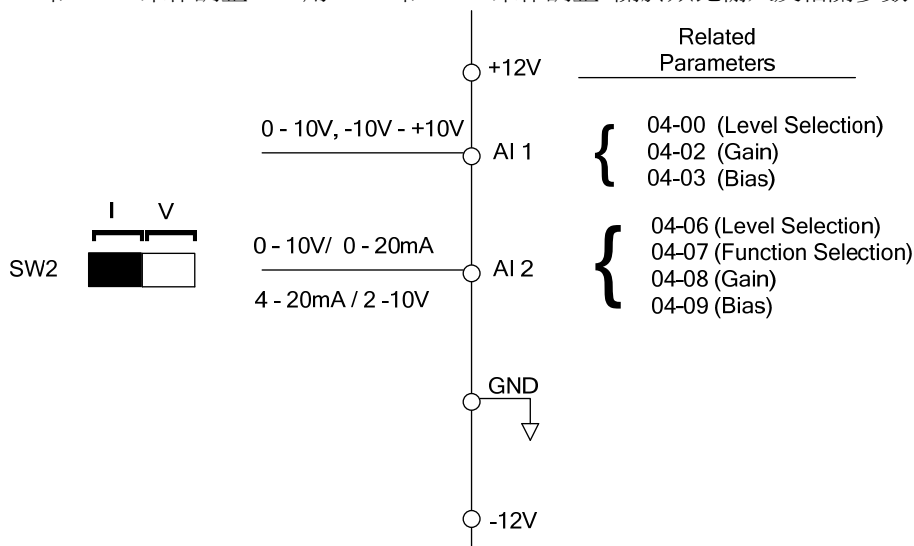 +12V
Related
Parameters
0 - 10V, -10V - +10V
AI 1
04-00 (Level Selection)
04-02 (Gain)
04-03 (Bias)
I V
SW2
0 - 10V/ 0 - 20mA
4 - 20mA / 2 -10V
AI 2
04-06 (Level Selection)
04-07 (Function Selection)
04-08 (Gain)
04-09 (Bias)
GND
-12V